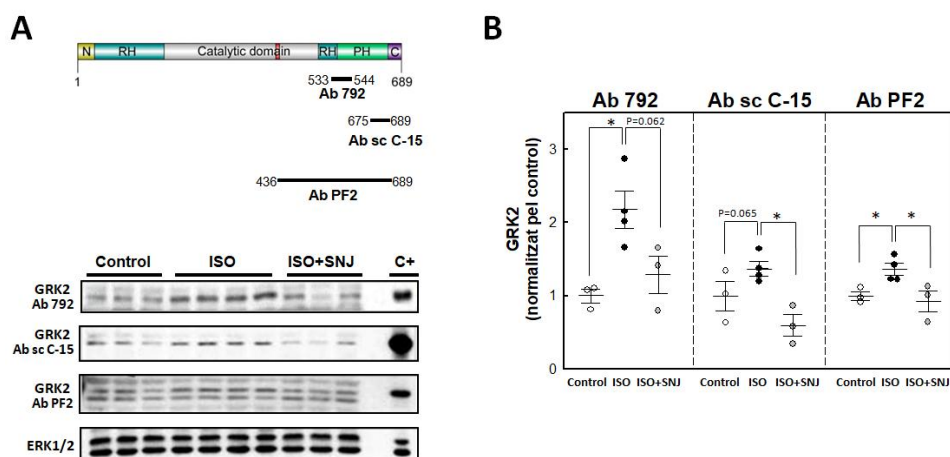 A
N RH Catalytic domain RH PH C
1 689
533 544
Ab 792
675 689
Ab sc C-15
436 689
Ab PF2
Control ISO ISO+SNJ C+
GRK2
Ab 792
GRK2
Ab sc C-15
GRK2
Ab PF2
ERK1/2
B
Ab 792 Ab sc C-15 Ab PF2
GRK2
(normalitzat pel control)
3
2
1
0
* P=0.062
P=0.065 *
* *
Control ISO ISO+SNJ Control ISO ISO+SNJ Control ISO ISO+SNJ